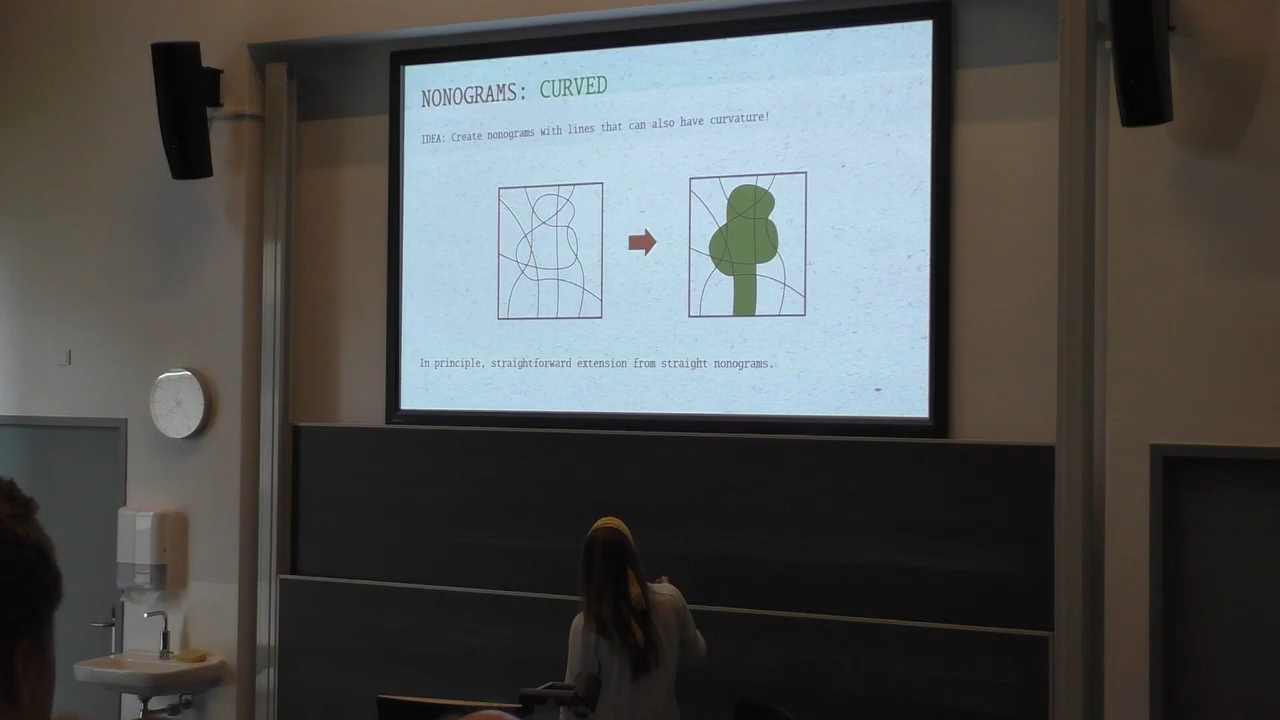 NONOGRAMS: CURVED
IDEA: Create nonograms with lines that can also have curvature!
In principle, straightforward extension from straight nonograms.